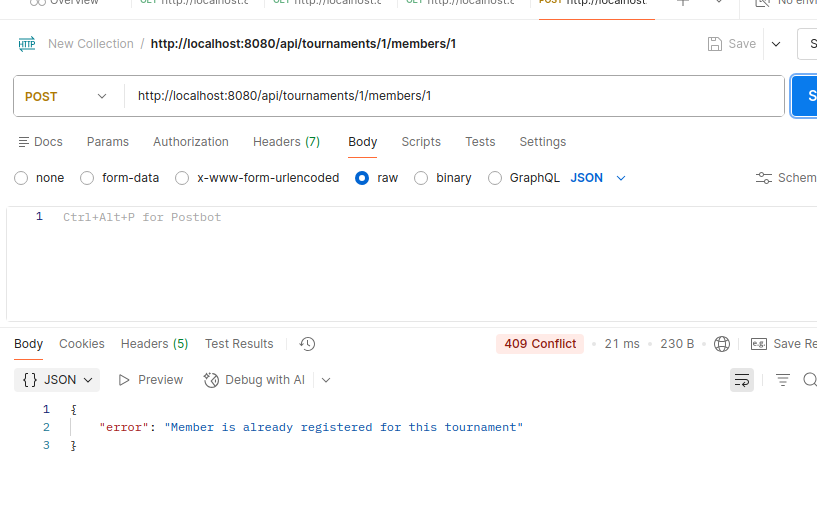 Overview GET http://localhost: GET http://localhost: GET http://localhost: POST http://localhost: No envi
HTTP New Collection / http://localhost:8080/api/tournaments/1/members/1 Save S
POST http://localhost:8080/api/tournaments/1/members/1 S
Docs Params Authorization Headers (7) Body Scripts Tests Settings
none form-data x-www-form-urlencoded raw binary GraphQL JSON Schem
1 Ctrl+Alt+P for Postbot
Body Cookies Headers (5) Test Results 409 Conflict • 21 ms • 230 B • e.g. Save Re
{} JSON Preview Debug with AI
1 {
2 "error": "Member is already registered for this tournament"
3 }